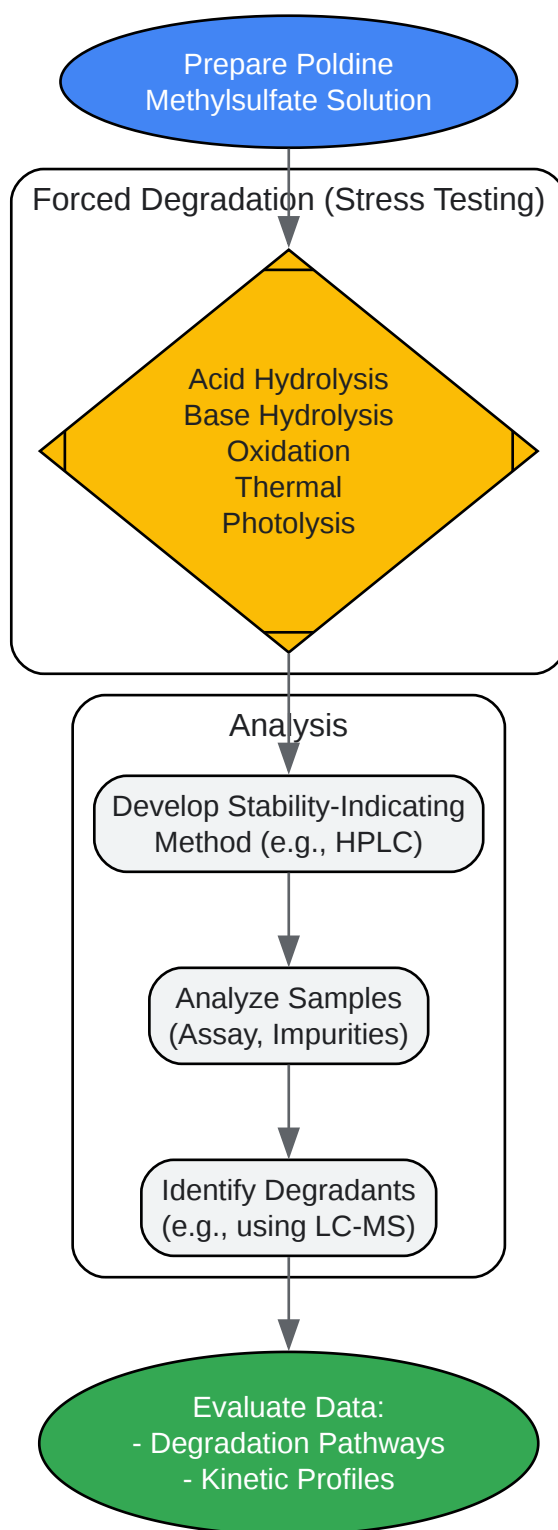 Prepare Poldine
Methylsulfate Solution
Forced Degradation (Stress Testing)
Acid Hydrolysis
Base Hydrolysis
Oxidation
Thermal
Photolysis
Analysis
Develop Stability-Indicating
Method (e.g., HPLC)
Analyze Samples
(Assay, Impurities)
Identify Degradants
(e.g., using LC-MS)
Evaluate Data:
- Degradation Pathways
- Kinetic Profiles